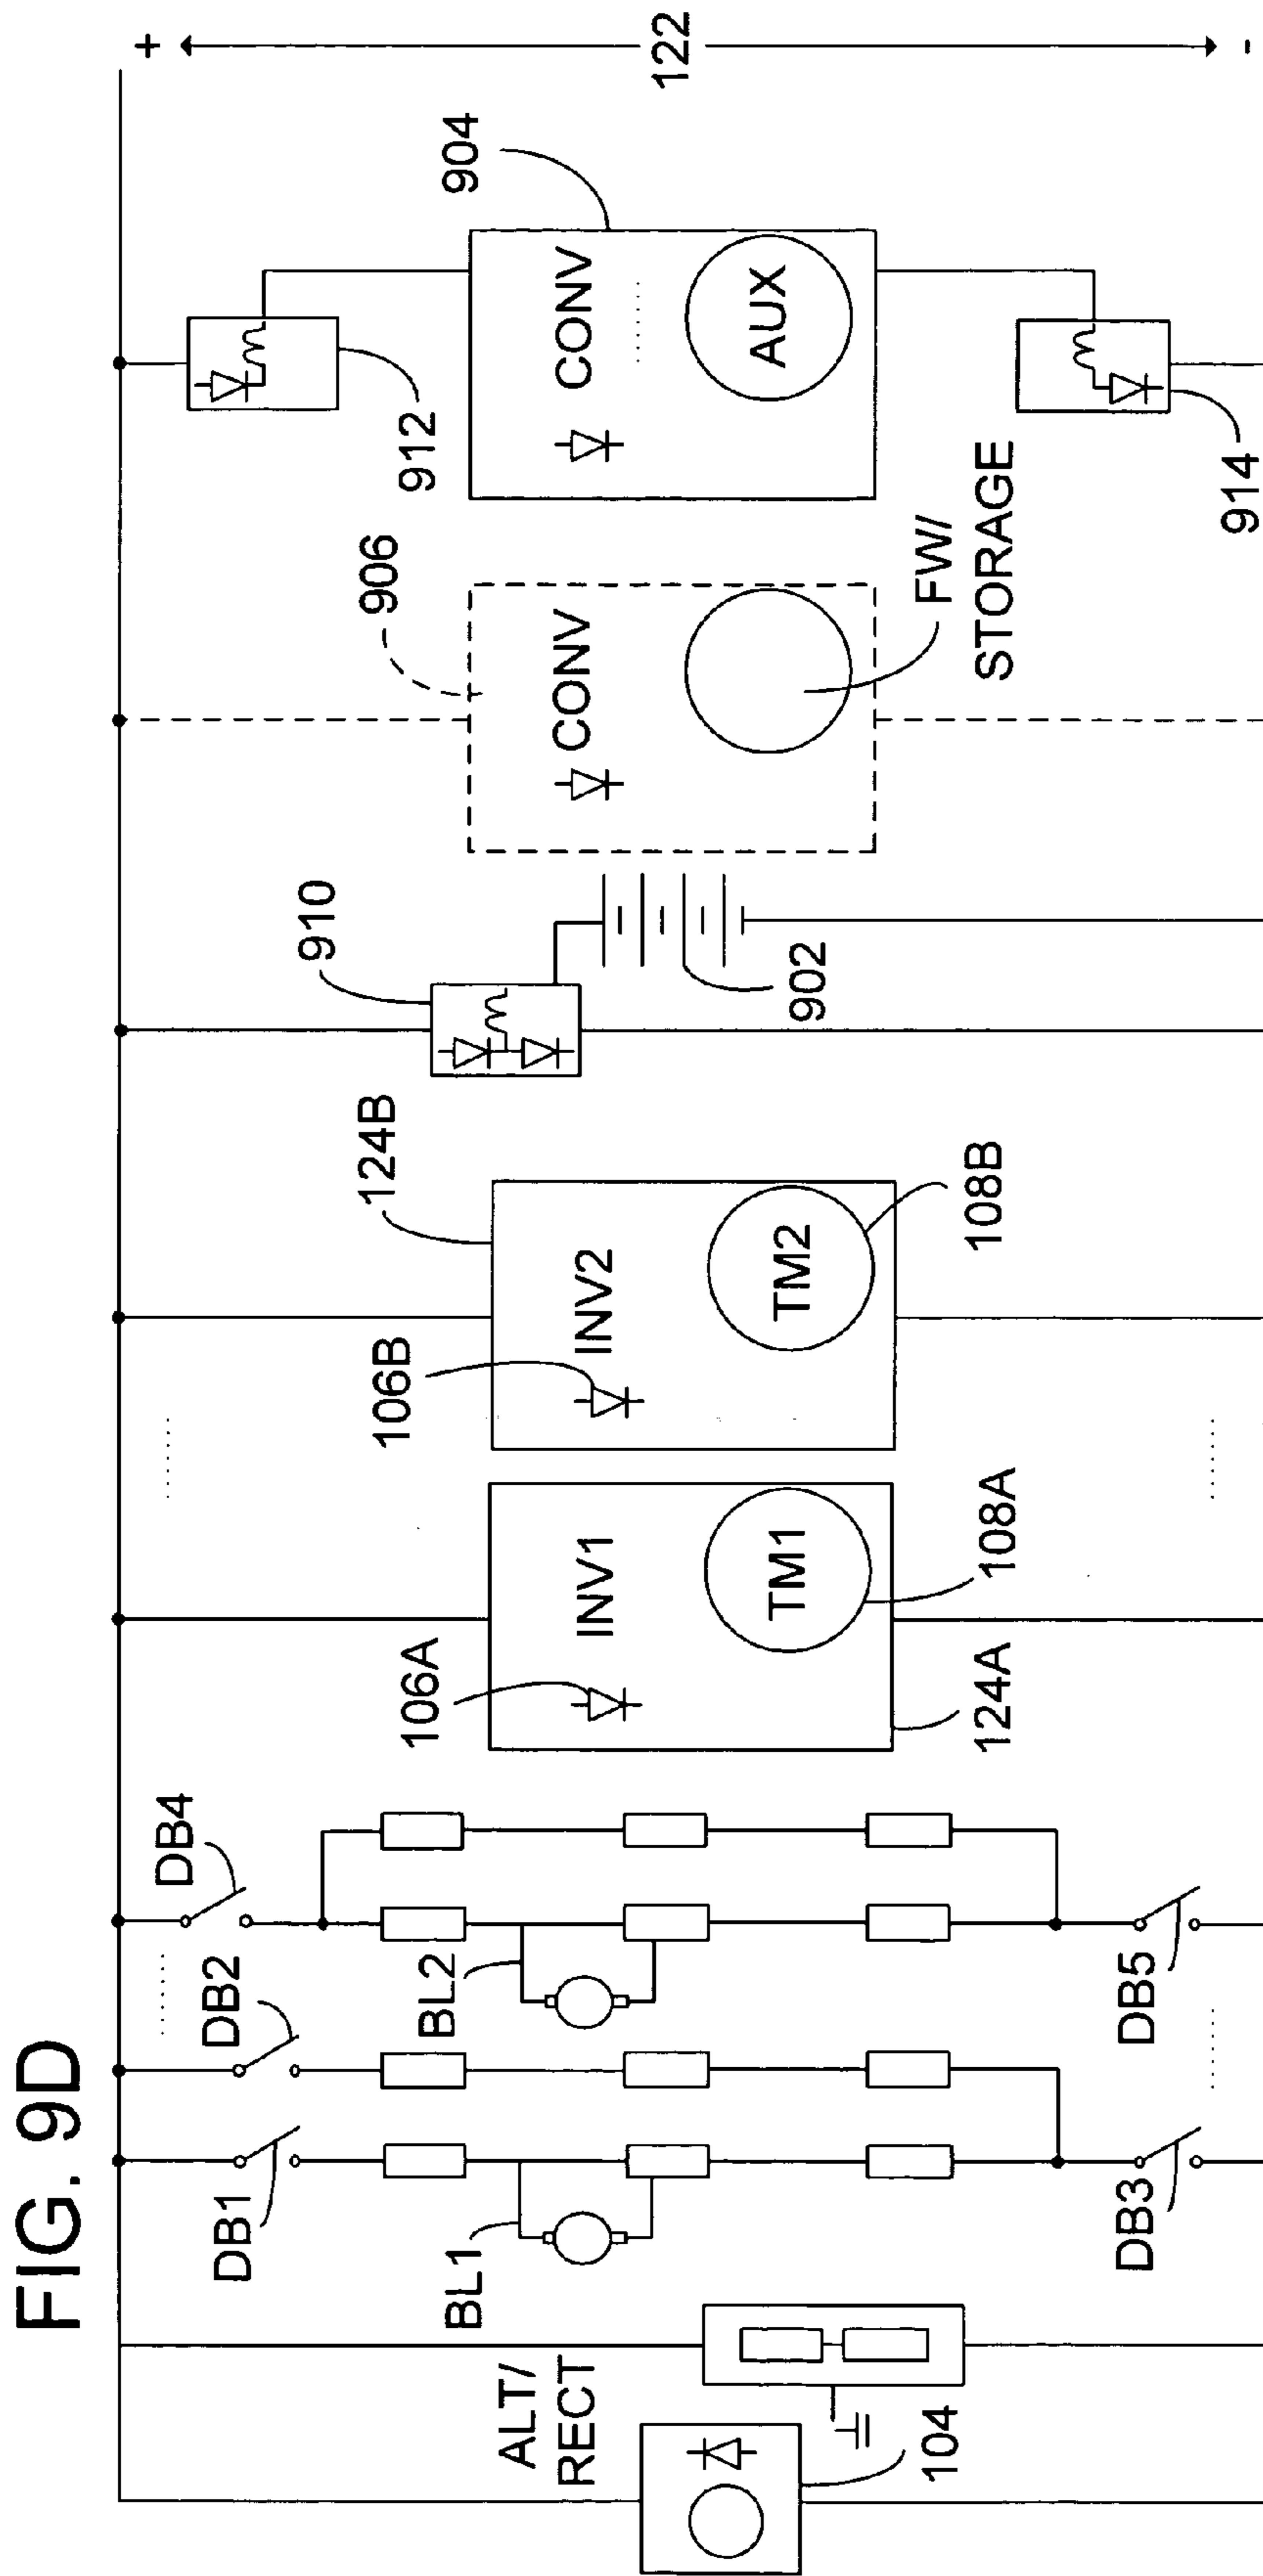 FIG. 9D
+
122
-
904
CONV
AUX
912
914
906
CONV
FW/
STORAGE
910
902
124B
INV2
106B
TM2
108B
INV1
106A
TM1
108A
124A
DB4
DB2
BL2
DB5
DB1
BL1
DB3
ALT/
RECT
104